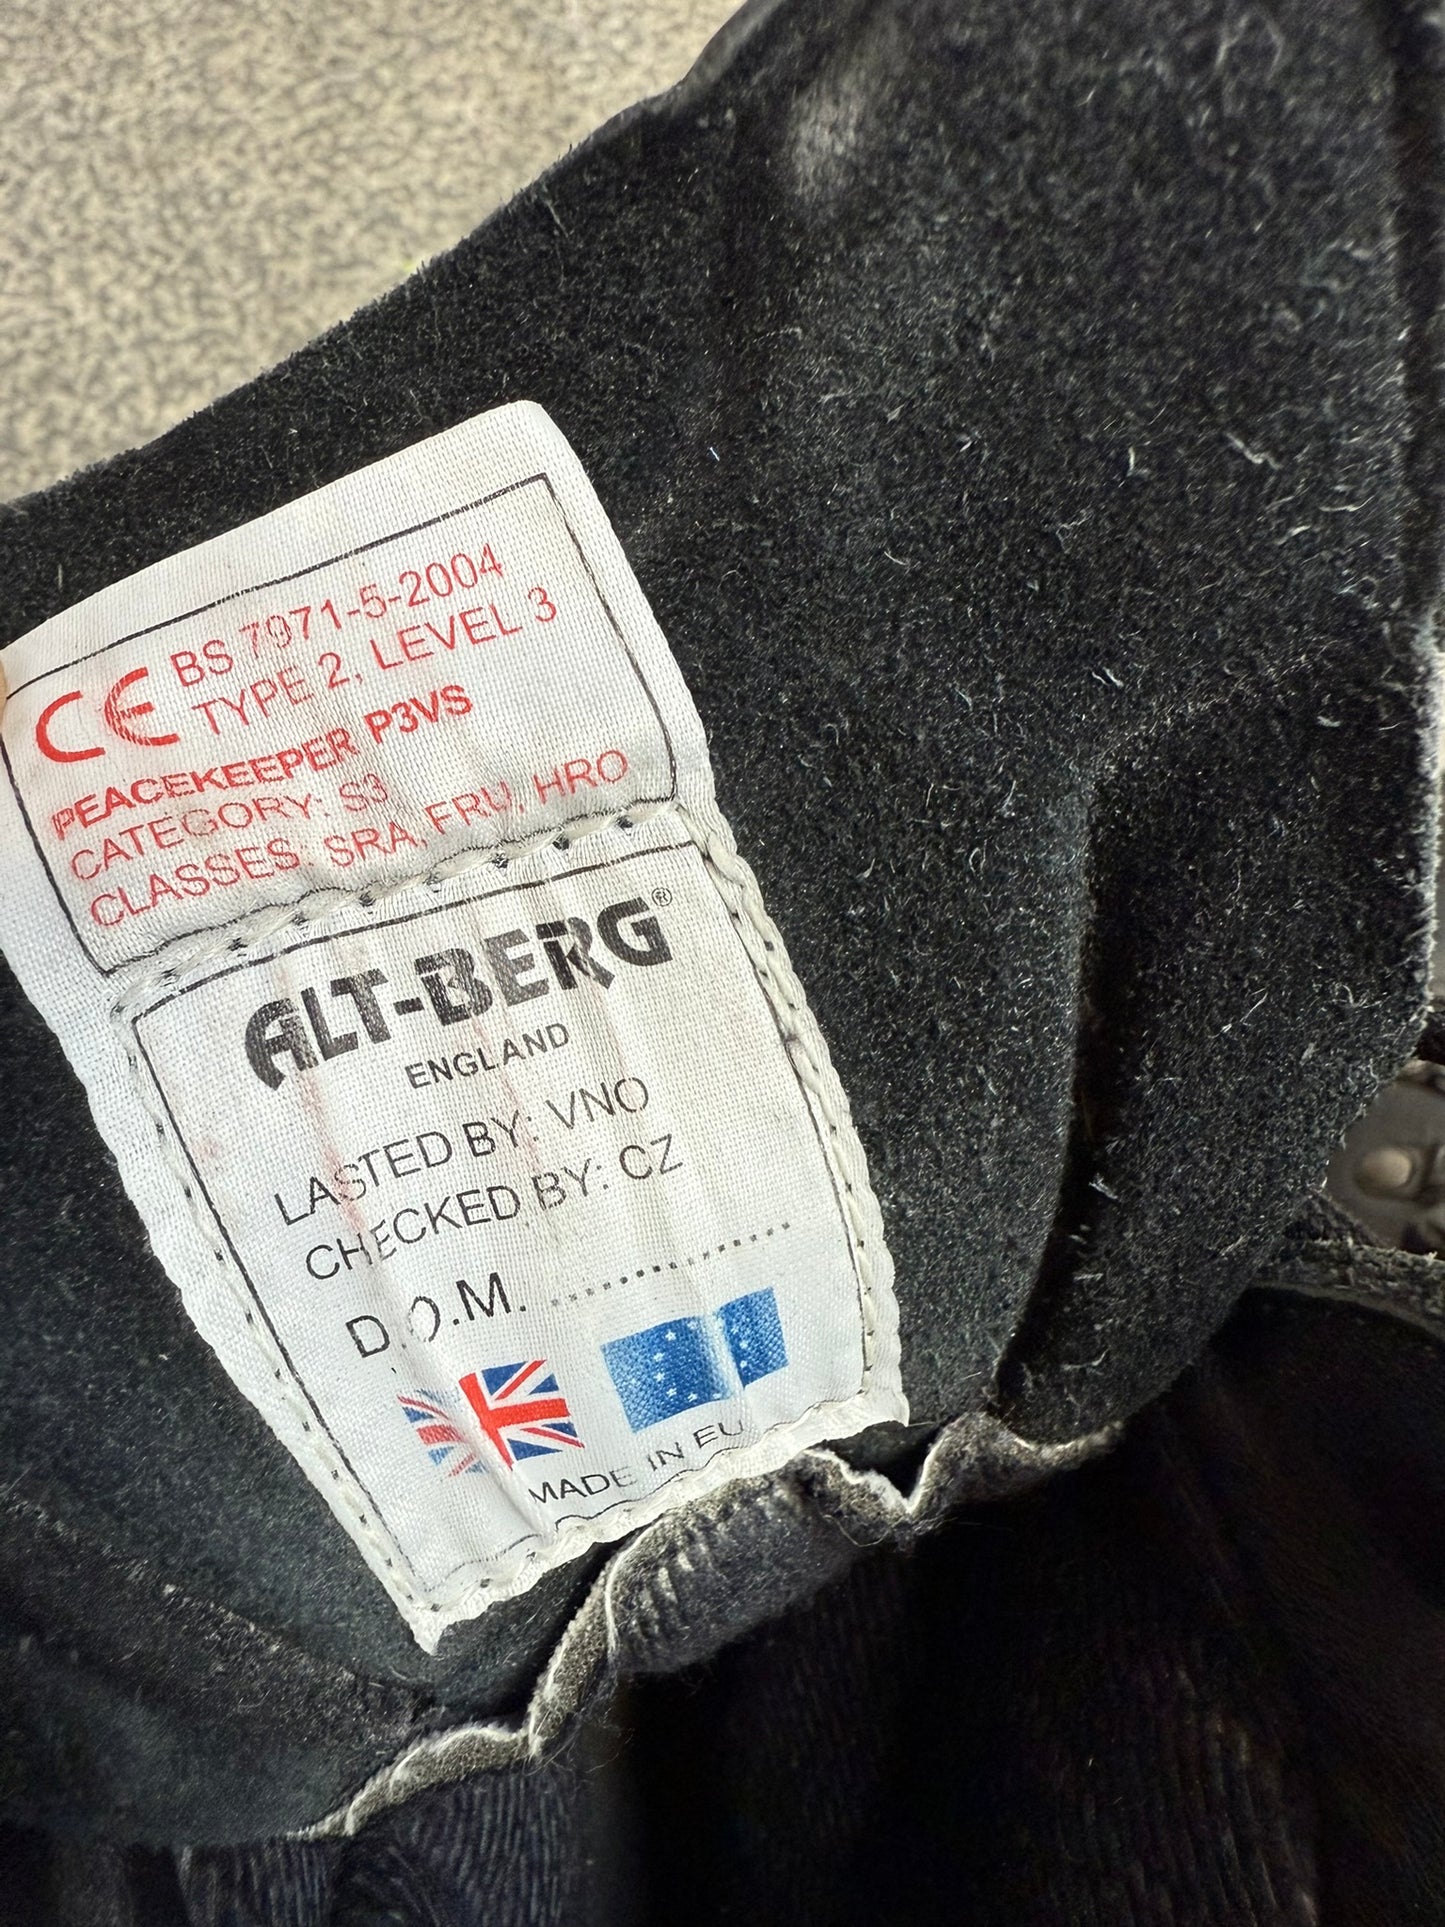 CE BS 7971-5-2004
TYPE 2, LEVEL 3
PEACEKEEPER P3VS
CATEGORY: S3
CLASSES: SRA, FRU, HRO
ALT-BERG®
ENGLAND
LASTED BY: VNO
CHECKED BY: CZ
D.O.M. ....................
MADE IN EU